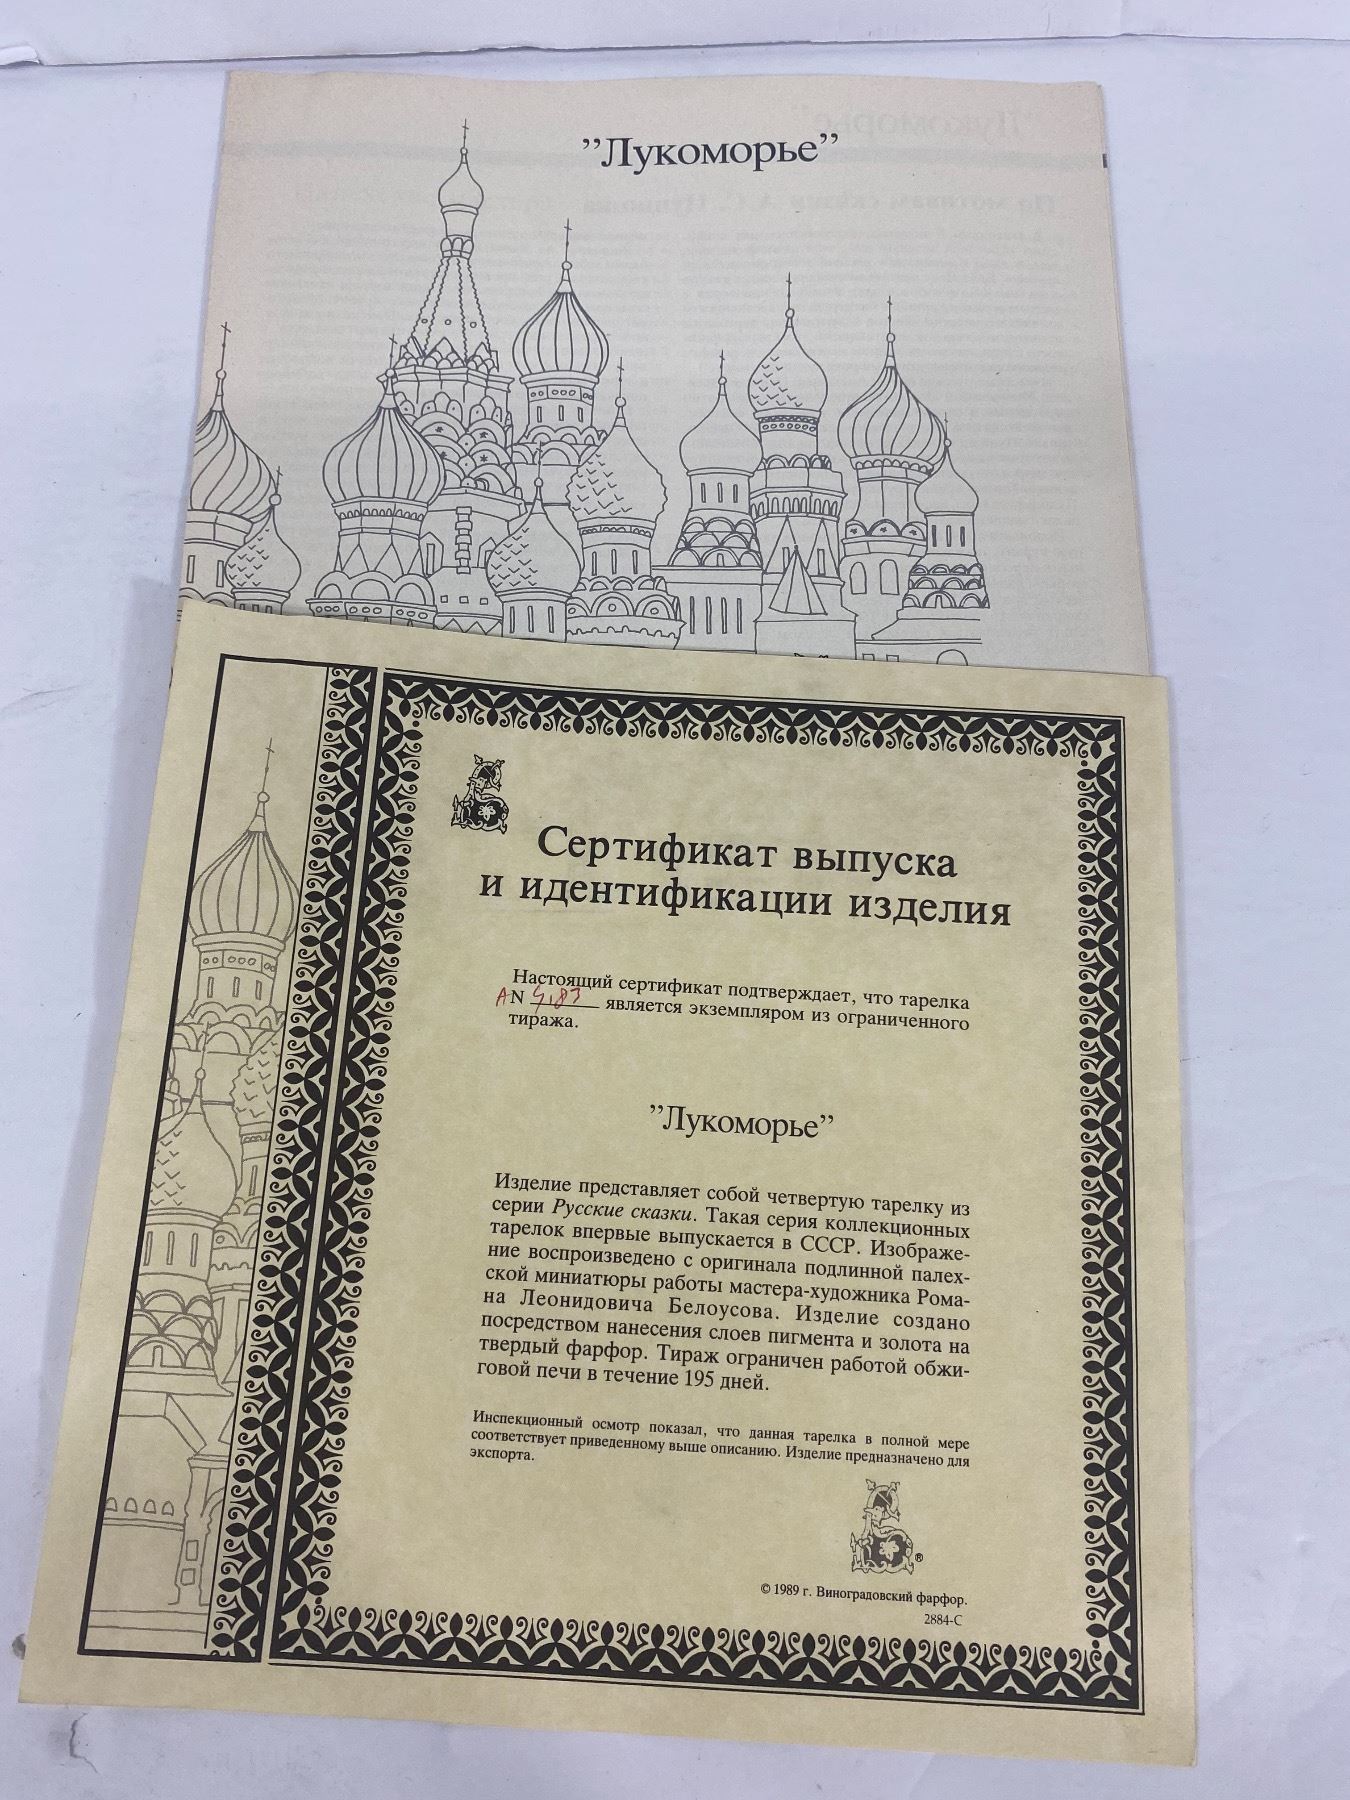 "Лукоморье"
Сертификат выпуска
и идентификации изделия
Настоящий сертификат подтверждает, что тарелка
АN является экземпляром из ограниченного
тиража.
"Лукоморье"
Изделие представляет собой четвертую тарелку из
серии Русские сказки. Такая серия коллекционных
тарелок впервые выпускается в СССР. Изображе-
ние воспроизведено с оригинала подлинной палех-
ской миниатюры работы мастера-художника Рома-
на Леонидовича Белоусова. Изделие создано
посредством нанесения слоев пигмента и золота на
твердый фарфор. Тираж ограничен работой обжи-
говой печи в течение 195 дней.
Инспекционный осмотр показал, что данная тарелка в полной мере
соответствует приведенному выше описанию. Изделие предназначено для
экспорта.
®
© 1989 г. Виноградовский фарфор.
2884-С